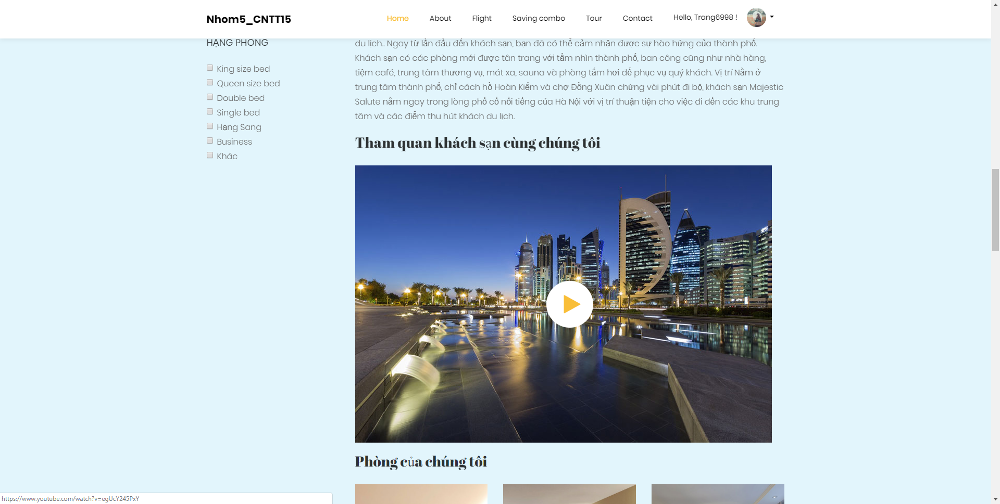 Nhom5_CNTT15
Home
About
Flight
Saving combo
Tour
Contact
Hello, Trang6998 !
HẠNG PHÒNG
King size bed
Queen size bed
Double bed
Single bed
Hạng Sang
Business
Khác
du lịch.. Ngay từ lần đầu đến khách sạn, bạn đã có thể cảm nhận được sự hào hứng của thành phố.
Khách sạn có các phòng mới được tân trang với tầm nhìn thành phố, ban công cũng như nhà hàng,
tiệm café, trung tâm thương vụ, mát xa, sauna và phòng tắm hơi để phục vụ quý khách. Vị trí Nằm ở
trung tâm thành phố, chỉ cách hồ Hoàn Kiếm và chợ Đồng Xuân chừng vài phút đi bộ, khách sạn Majestic
Salute nằm ngay trong lòng phố cổ nổi tiếng của Hà Nội với vị trí thuận tiện cho việc đi đến các khu trung
tâm và các điểm thu hút khách du lịch.
Tham quan khách sạn cùng chúng tôi
Phòng của chúng tôi
https://www.youtube.com/watch?v=egUcY245PxY